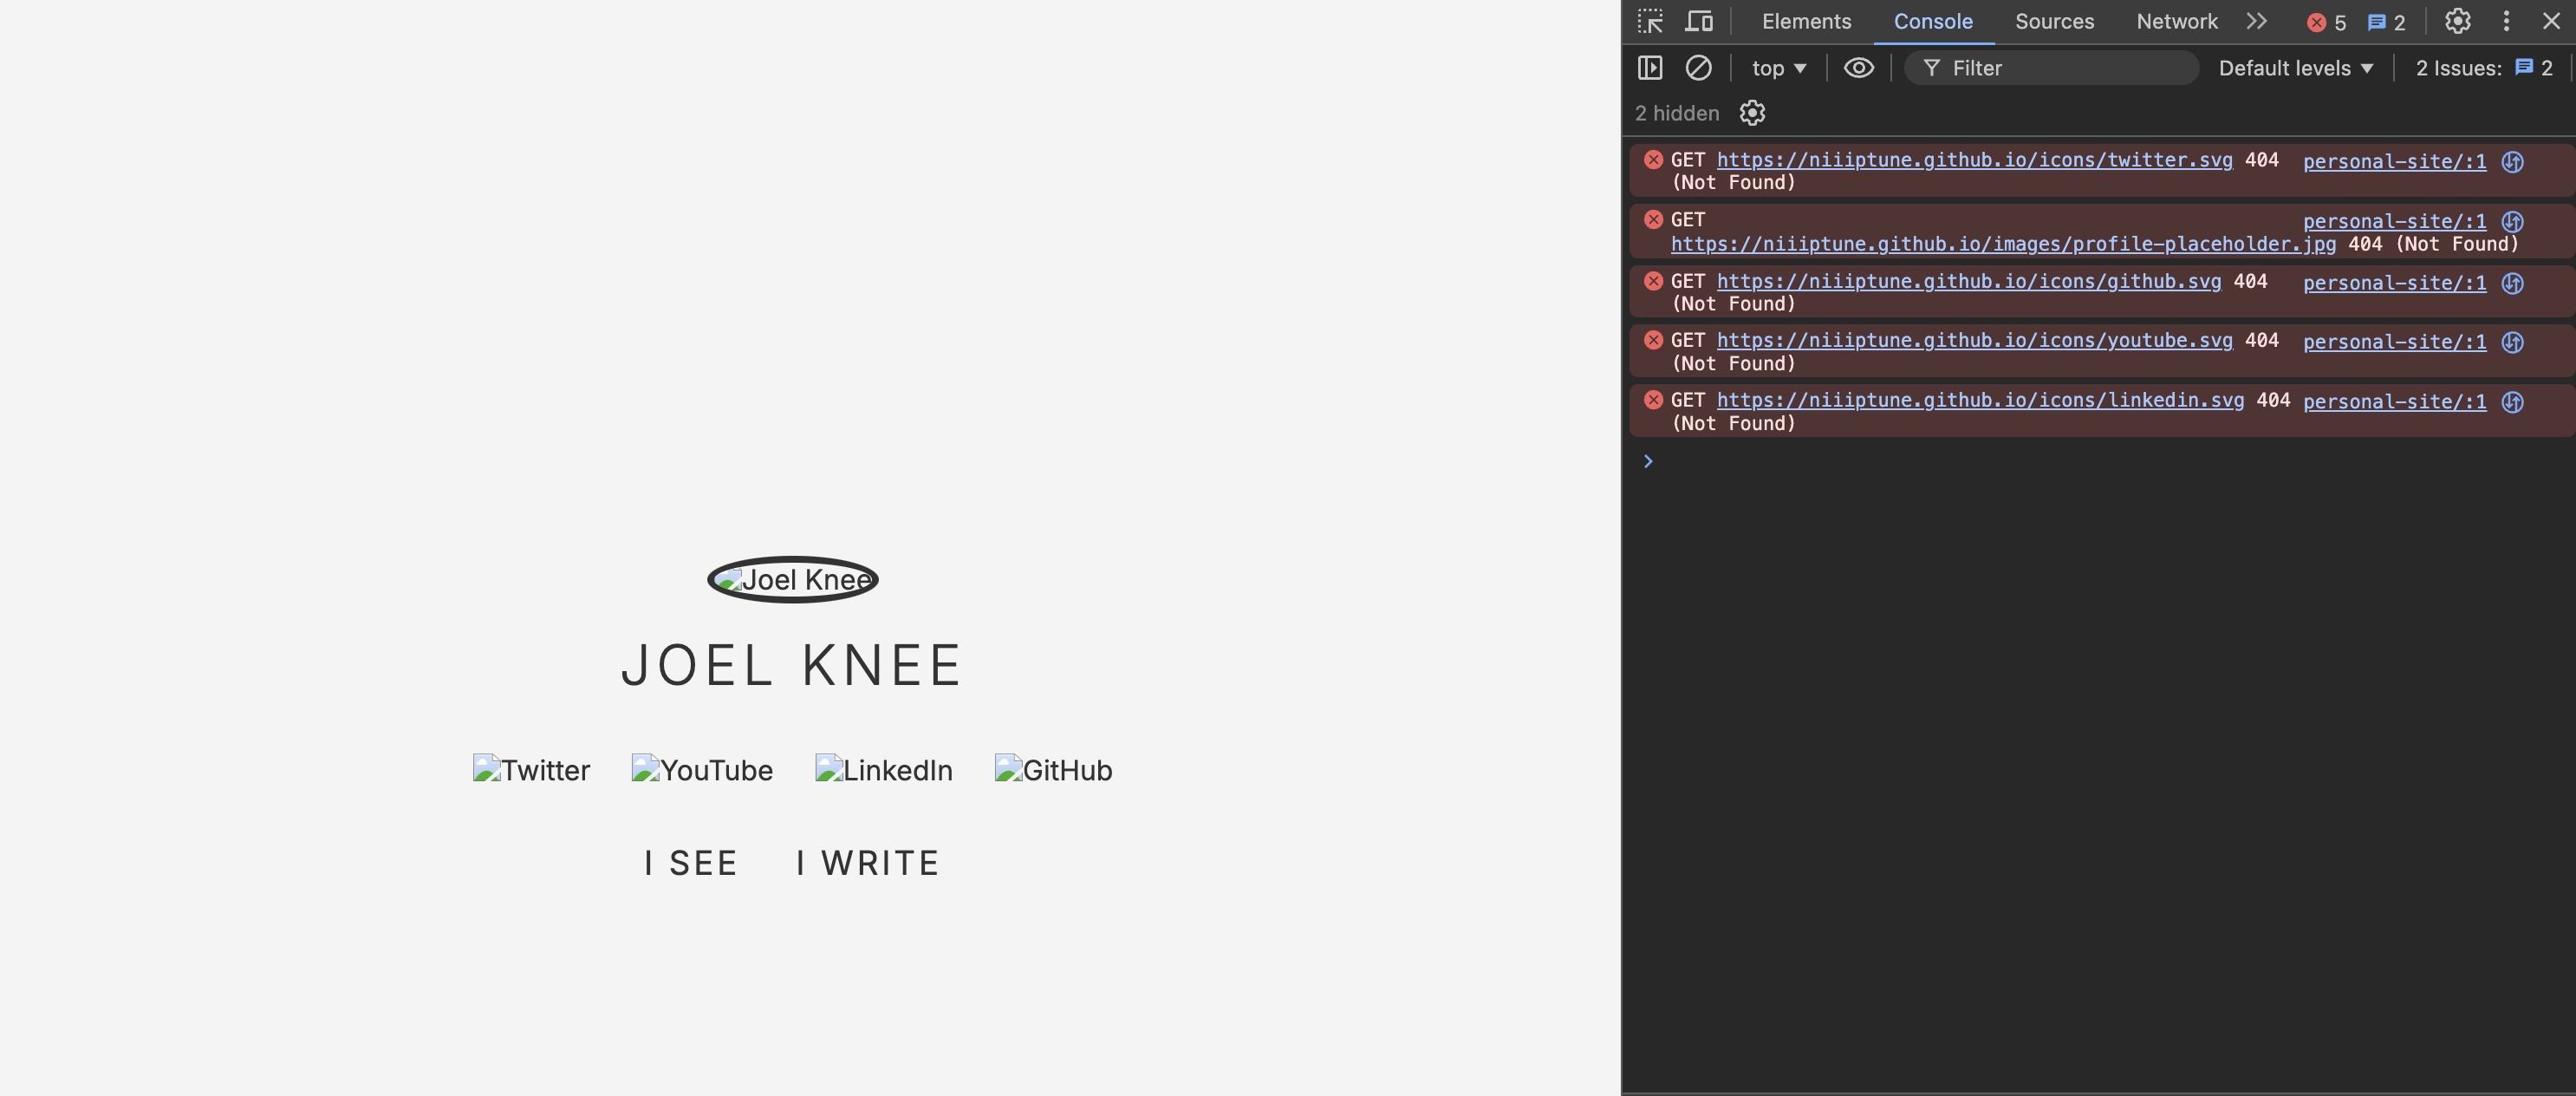 Joel Knee
JOEL KNEE
Twitter YouTube LinkedIn GitHub
I SEE I WRITE
Elements Console Sources Network 5 2
top Filter Default levels 2 Issues: 2
2 hidden
GET https://niiiptune.github.io/icons/twitter.svg 404 personal-site/:1
(Not Found)
GET personal-site/:1
https://niiiptune.github.io/images/profile-placeholder.jpg 404 (Not Found)
GET https://niiiptune.github.io/icons/github.svg 404 personal-site/:1
(Not Found)
GET https://niiiptune.github.io/icons/youtube.svg 404 personal-site/:1
(Not Found)
GET https://niiiptune.github.io/icons/linkedin.svg 404 personal-site/:1
(Not Found)